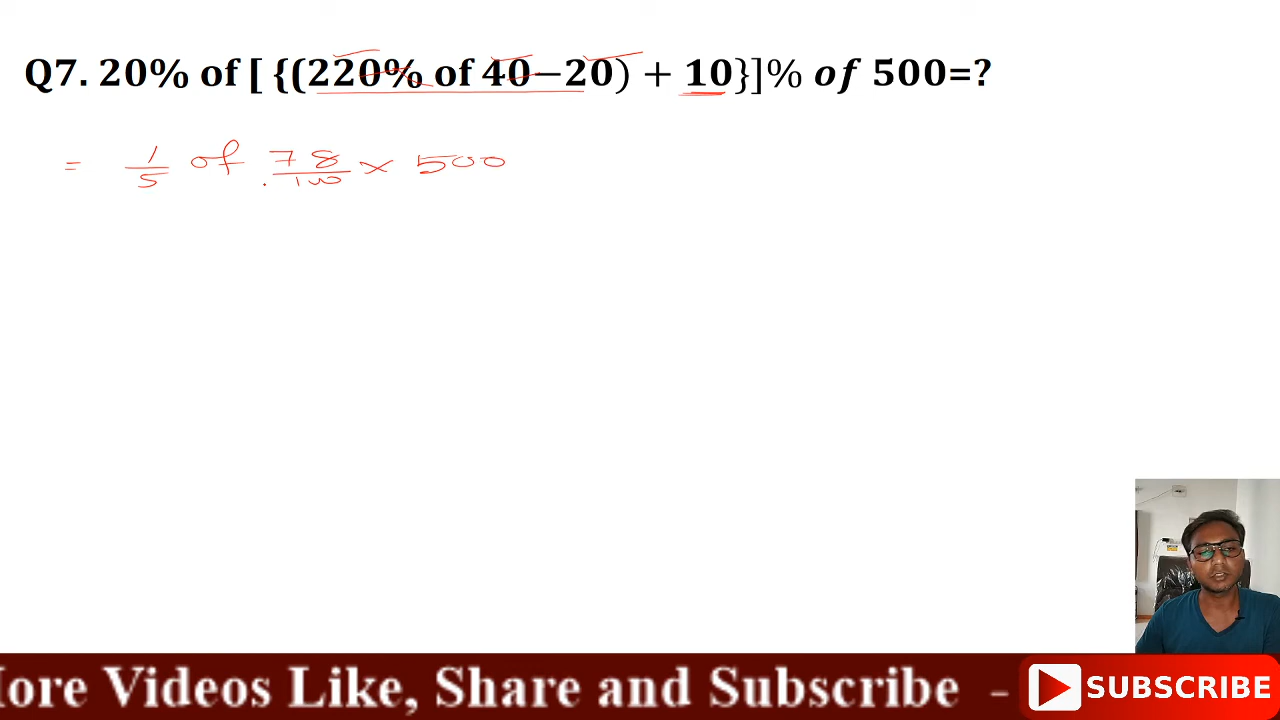 Q7. 20% of [ {(220% of 40−20) + 10}]% of 500=?
= 1/5 of 78/100 × 500
ore Videos Like, Share and Subscribe -
SUBSCRIBE